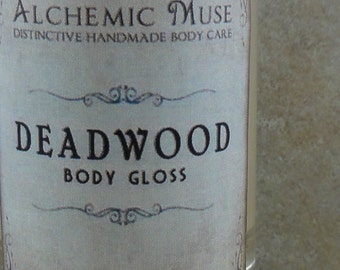 ALCHEMIC MUSE
DISTINCTIVE HANDMADE BODY CARE
DEADWOOD
BODY GLOSS